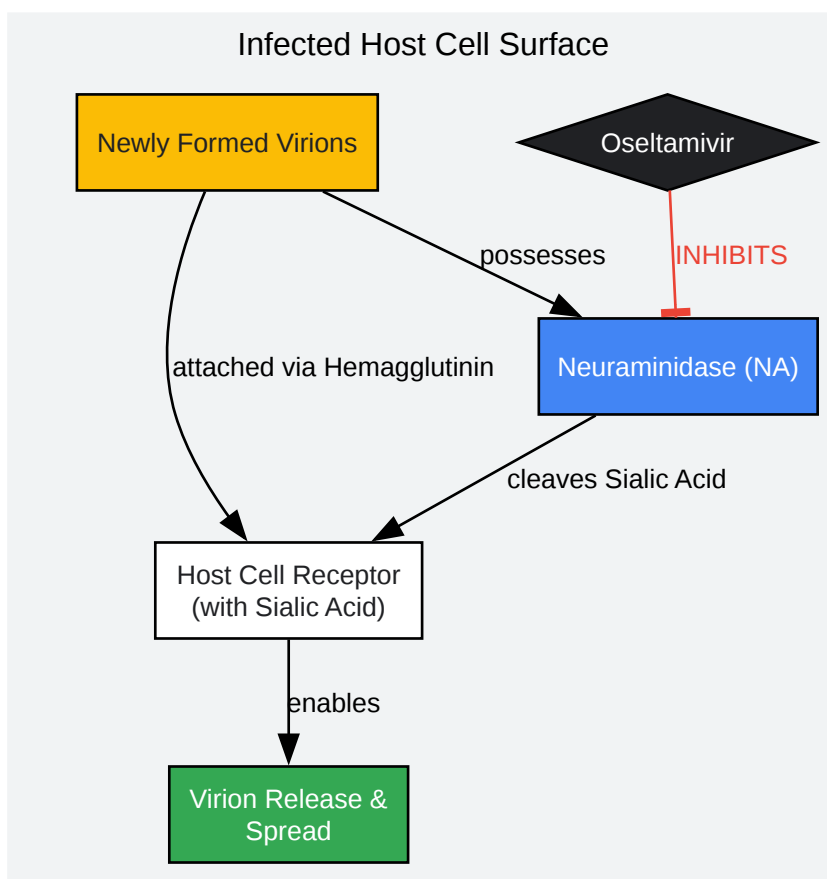 Infected Host Cell Surface
Newly Formed Virions
Oseltamivir
possesses
INHIBITS
attached via Hemagglutinin
Neuraminidase (NA)
cleaves Sialic Acid
Host Cell Receptor
(with Sialic Acid)
enables
Virion Release &
Spread